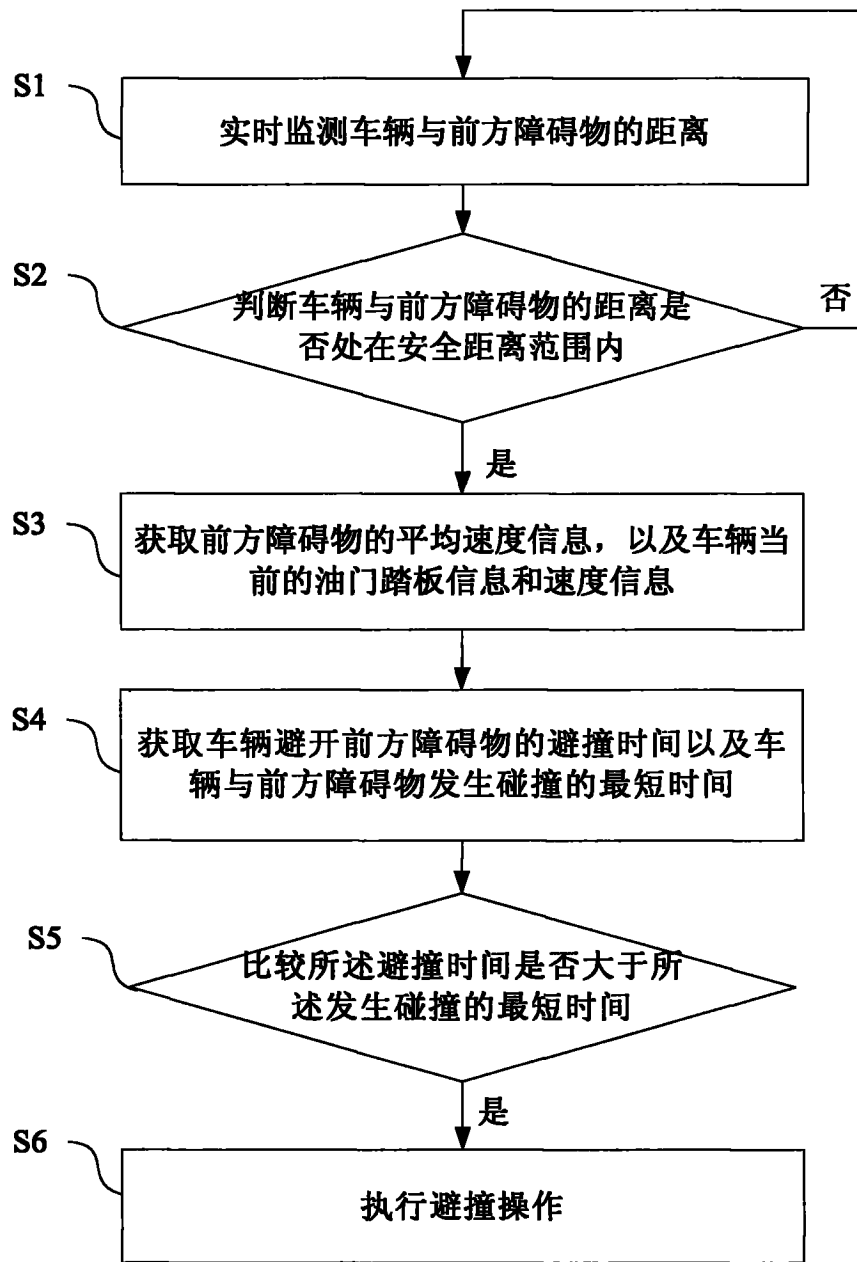 S1
实时监测车辆与前方障碍物的距离
S2
判断车辆与前方障碍物的距离是
否处在安全距离范围内
否
是
S3
获取前方障碍物的平均速度信息，以及车辆当
前的油门踏板信息和速度信息
S4
获取车辆避开前方障碍物的避撞时间以及车
辆与前方障碍物发生碰撞的最短时间
S5
比较所述避撞时间是否大于所
述发生碰撞的最短时间
是
S6
执行避撞操作